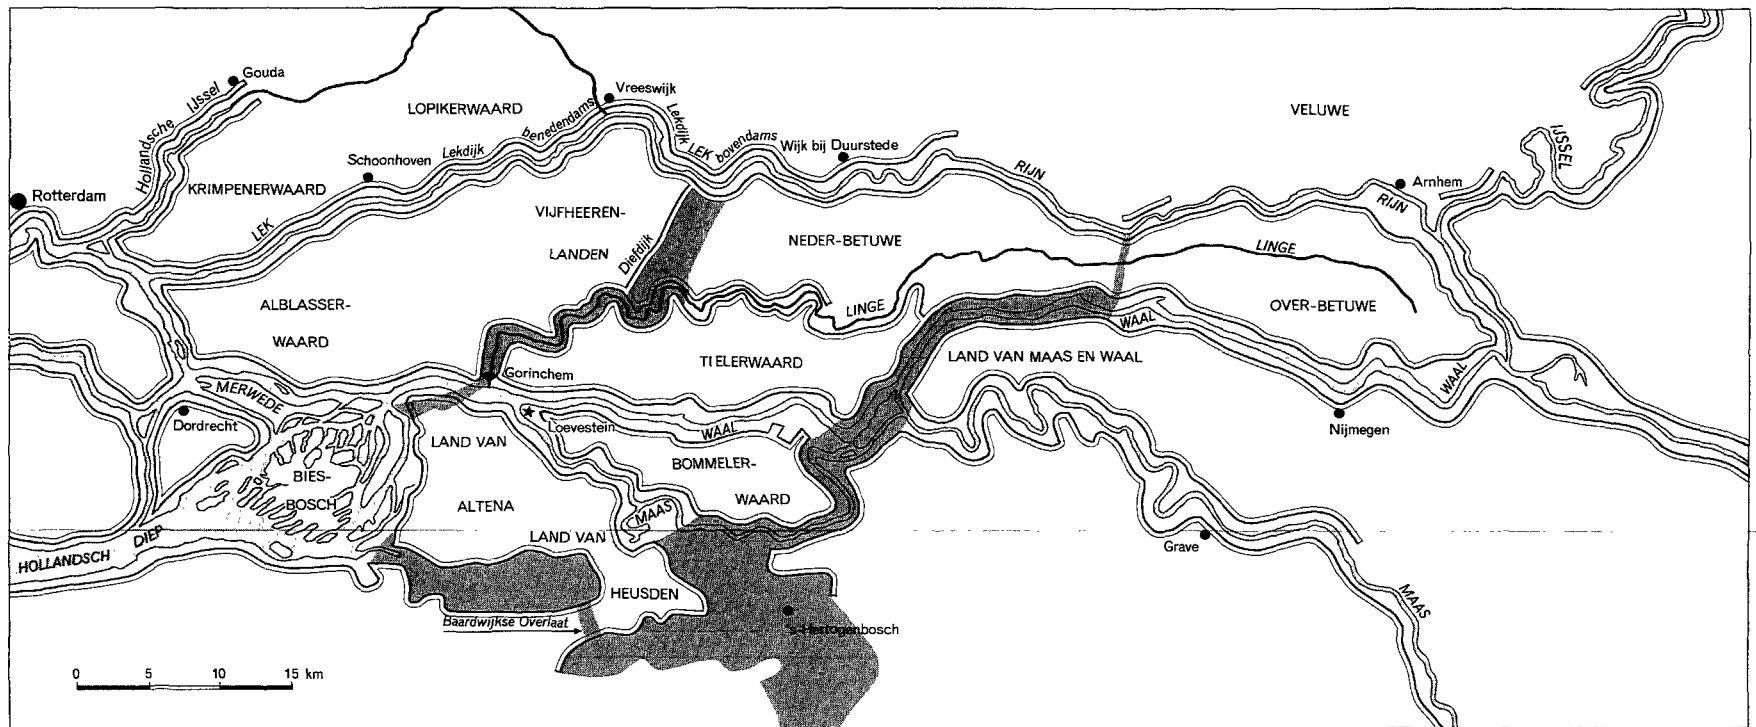 Gouda
Hollandsche IJssel
LOPIKERWAARD
Vreeswijk
VELUWE
Lekdijk benedendams
Lekdijk bovendams
LEK
Schoonhoven
Wijk bij Duurstede
IJSSEL
RIJN
Arnhem
RIJN
Rotterdam
KRIMPENERWAARD
LEK
VIJFHEEREN-
LANDEN
Diefdijk
NEDER-BETUWE
LINGE
ALBLASSER-
WAARD
LINGE
OVER-BETUWE
WAAL
TIELERWAARD
LAND VAN MAAS EN WAAL
Gorinchem
WAAL
MERWEDE
Dordrecht
Loevestein
WAAL
Nijmegen
LAND VAN
ALTENA
BOMMELER-
WAARD
BIES-
BOSCH
MAAS
HOLLANDSCH DIEP
LAND VAN
HEUSDEN
Grave
MAAS
Baardwijkse Overlaat
's-Hertogenbosch
0 5 10 15 km